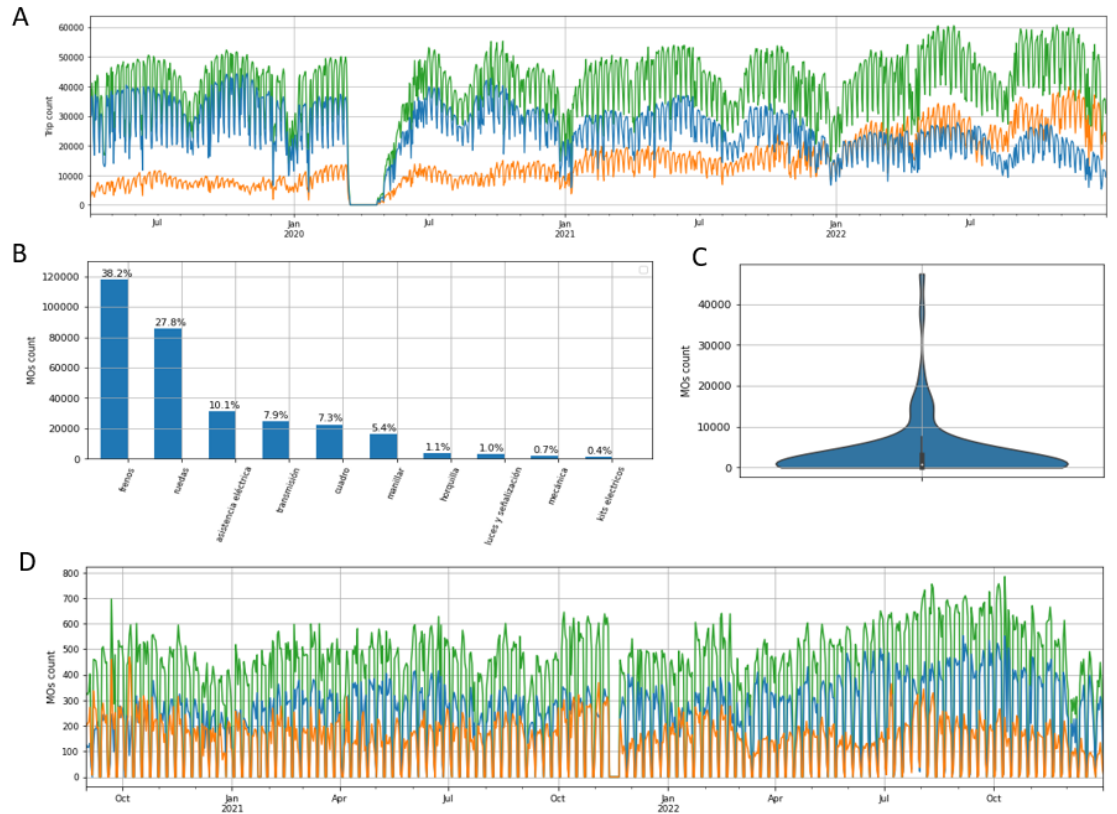 A
Trip count
60000
50000
40000
30000
20000
10000
0
Jul
Jan
2020
Jul
Jan
2021
Jul
Jan
2022
Jul
B
MOs count
120000
100000
80000
60000
40000
20000
0
38.2%
27.8%
10.1%
7.9%
7.3%
5.4%
1.1%
1.0%
0.7%
0.4%
frenos
ruedas
asistencia eléctrica
transmisión
cuadro
manillar
horquilla
luces y señalización
mecánica
kits electricos
C
MOs count
40000
30000
20000
10000
0
D
MOs count
800
700
600
500
400
300
200
100
0
Oct
Jan
2021
Apr
Jul
Oct
Jan
2022
Apr
Jul
Oct